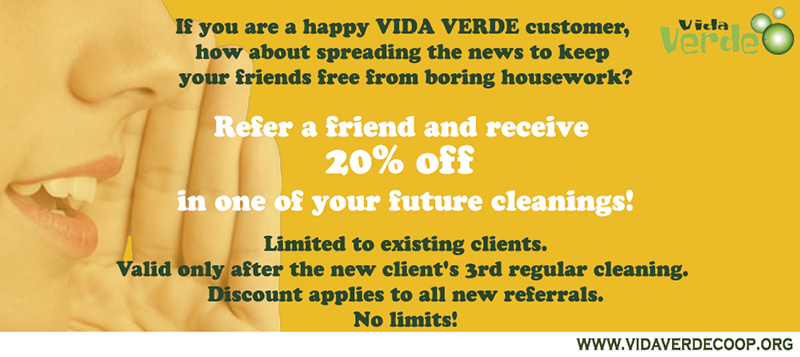 If you are a happy VIDA VERDE customer,
how about spreading the news to keep
your friends free from boring housework?
Vida
Verde
Refer a friend and receive
20% off
in one of your future cleanings!
Limited to existing clients.
Valid only after the new client's 3rd regular cleaning.
Discount applies to all new referrals.
No limits!
WWW.VIDAVERDECOOP.ORG